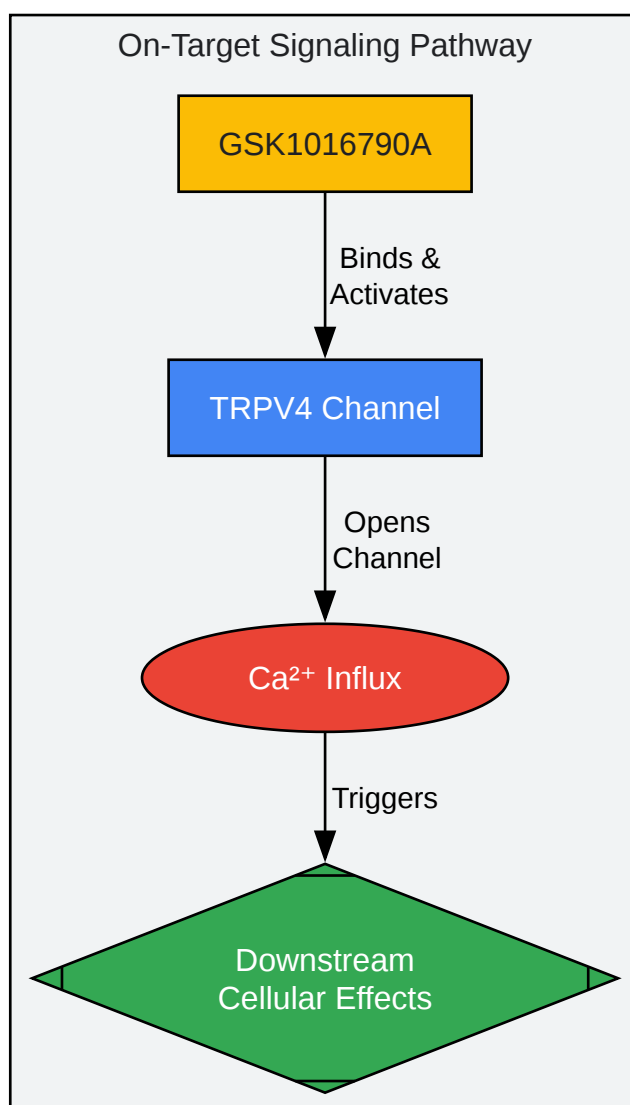 On-Target Signaling Pathway
GSK1016790A
Binds &
Activates
TRPV4 Channel
Opens
Channel
Ca²⁺ Influx
Triggers
Downstream
Cellular Effects